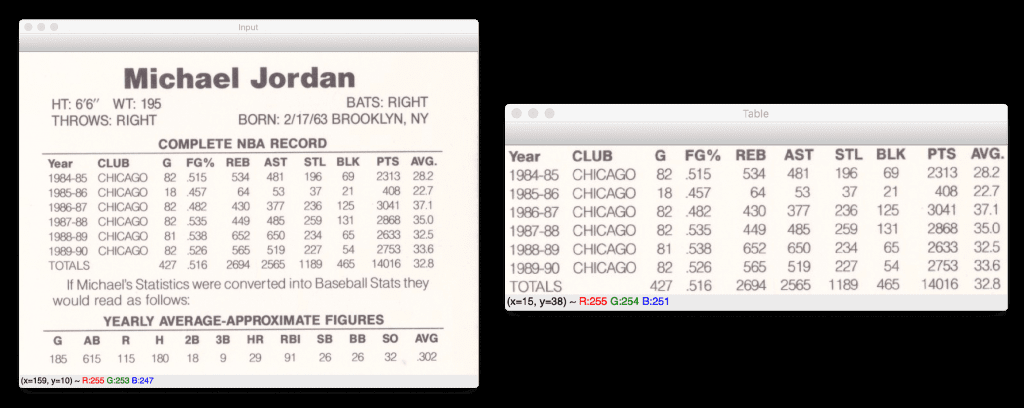 Input
Michael Jordan
HT: 6'6" WT: 195 BATS: RIGHT
THROWS: RIGHT BORN: 2/17/63 BROOKLYN, NY
COMPLETE NBA RECORD
Year CLUB G FG% REB AST STL BLK PTS AVG.
1984-85 CHICAGO 82 .515 534 481 196 69 2313 28.2
1985-86 CHICAGO 18 .457 64 53 37 21 408 22.7
1986-87 CHICAGO 82 .482 430 377 236 125 3041 37.1
1987-88 CHICAGO 82 .535 449 485 259 131 2868 35.0
1988-89 CHICAGO 81 .538 652 650 234 65 2633 32.5
1989-90 CHICAGO 82 .526 565 519 227 54 2753 33.6
TOTALS 427 .516 2694 2565 1189 465 14016 32.8
If Michael's Statistics were converted into Baseball Stats they
would read as follows:
YEARLY AVERAGE-APPROXIMATE FIGURES
G AB R H 2B 3B HR RBI SB BB SO AVG
185 615 115 180 18 9 29 91 26 26 32 .302
(x=159, y=10) ~ R:255 G:253 B:247
Table
Year CLUB G FG% REB AST STL BLK PTS AVG.
1984-85 CHICAGO 82 .515 534 481 196 69 2313 28.2
1985-86 CHICAGO 18 .457 64 53 37 21 408 22.7
1986-87 CHICAGO 82 .482 430 377 236 125 3041 37.1
1987-88 CHICAGO 82 .535 449 485 259 131 2868 35.0
1988-89 CHICAGO 81 .538 652 650 234 65 2633 32.5
1989-90 CHICAGO 82 .526 565 519 227 54 2753 33.6
TOTALS 427 .516 2694 2565 1189 465 14016 32.8
(x=15, y=38) ~ R:255 G:254 B:251